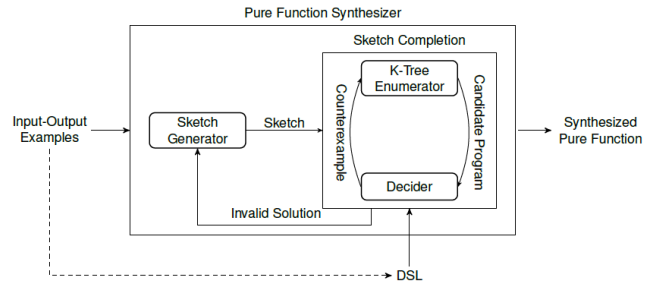 Pure Function Synthesizer
Sketch Completion
K-Tree
Enumerator
Counterexample
Candidate Program
Input-Output
Examples
Sketch
Generator
Sketch
Synthesized
Pure Function
Decider
Invalid Solution
DSL